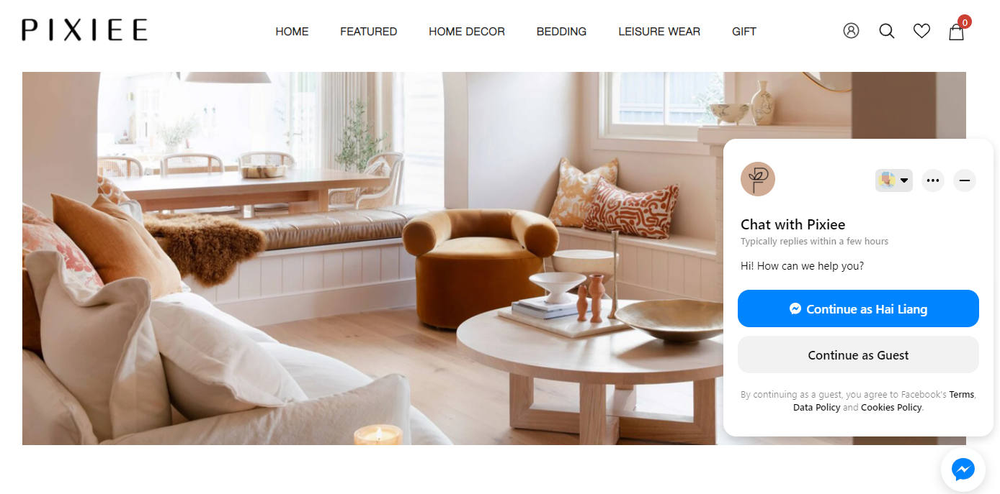 PIXIEE
HOME FEATURED HOME DECOR BEDDING LEISURE WEAR GIFT
0
Chat with Pixiee
Typically replies within a few hours
Hi! How can we help you?
Continue as Hai Liang
Continue as Guest
By continuing as a guest, you agree to Facebook's Terms,
Data Policy and Cookies Policy.